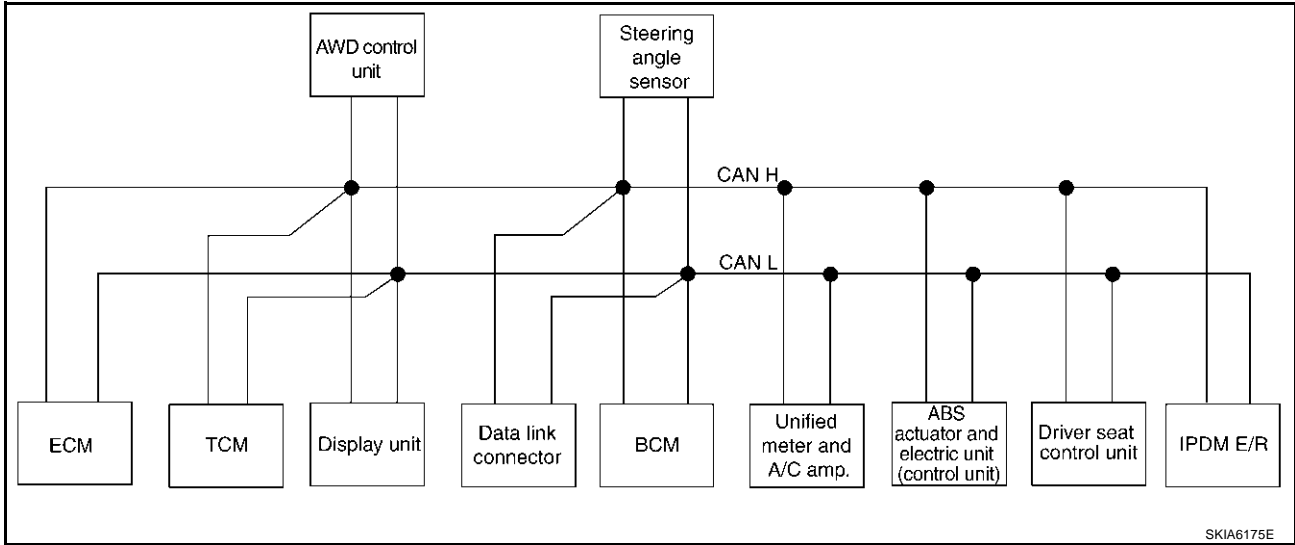 AWD control
unit
Steering
angle
sensor
CAN H
CAN L
ECM
TCM
Display unit
Data link
connector
BCM
Unified
meter and
A/C amp.
ABS
actuator and
electric unit
(control unit)
Driver seat
control unit
IPDM E/R
SKIA6175E